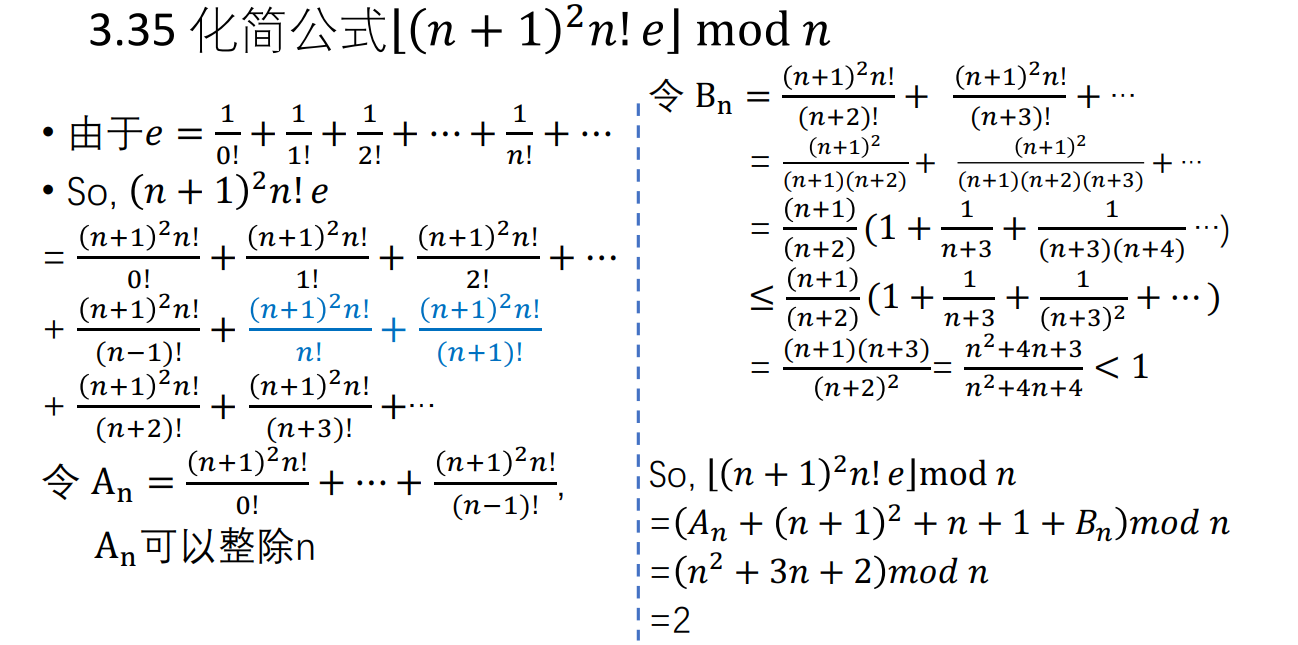 3.35 化简公式⌊(n + 1)²n! e⌋ mod n
• 由于e = 1/0! + 1/1! + 1/2! + ⋯ + 1/n! + ⋯
• So, (n + 1)²n! e
= (n+1)²n!/0! + (n+1)²n!/1! + (n+1)²n!/2! + ⋯
+ (n+1)²n!/(n−1)! + (n+1)²n!/n! + (n+1)²n!/(n+1)!
+ (n+1)²n!/(n+2)! + (n+1)²n!/(n+3)! +⋯
令 Aₙ = (n+1)²n!/0! + ⋯ + (n+1)²n!/(n−1)!,
Aₙ可以整除n
令 Bₙ = (n+1)²n!/(n+2)! + (n+1)²n!/(n+3)! + ⋯
= (n+1)²/(n+1)(n+2) + (n+1)²/(n+1)(n+2)(n+3) + ⋯
= (n+1)/(n+2) (1 + 1/n+3 + 1/(n+3)(n+4) ⋯)
≤ (n+1)/(n+2) (1 + 1/n+3 + 1/(n+3)² + ⋯ )
= (n+1)(n+3)/(n+2)² = n²+4n+3/n²+4n+4 < 1
So, ⌊(n + 1)²n! e⌋mod n
=(Aₙ + (n + 1)² + n + 1 + Bₙ)mod n
=(n² + 3n + 2)mod n
=2